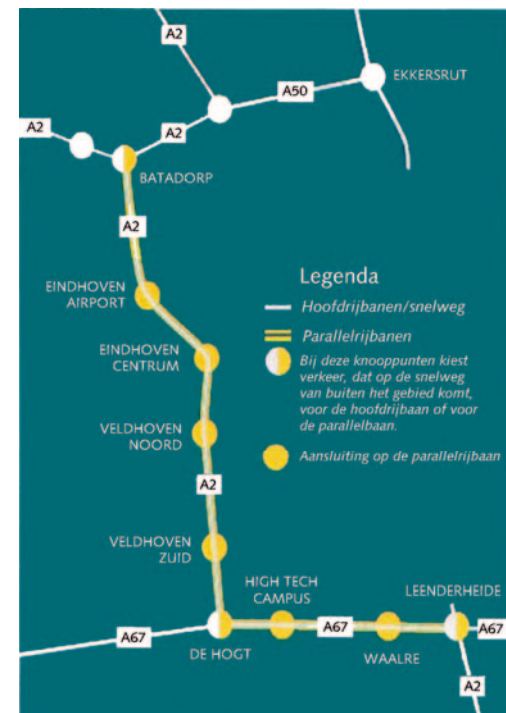 A2
EKKERSRUT
A50
A2
A2
BATADORP
A2
EINDHOVEN
AIRPORT
Legenda
Hoofdrijbanen/snelweg
Parallelrijbanen
Bij deze knooppunten kiest
verkeer, dat op de snelweg
van buiten het gebied komt,
voor de hoofdrijbaan of voor
de parallelbaan.
Aansluiting op de parallelrijbaan
EINDHOVEN
CENTRUM
VELDHOVEN
NOORD
A2
VELDHOVEN
ZUID
HIGH TECH
CAMPUS
LEENDERHEIDE
A67
A67
A67
DE HOGT
WAALRE
A2